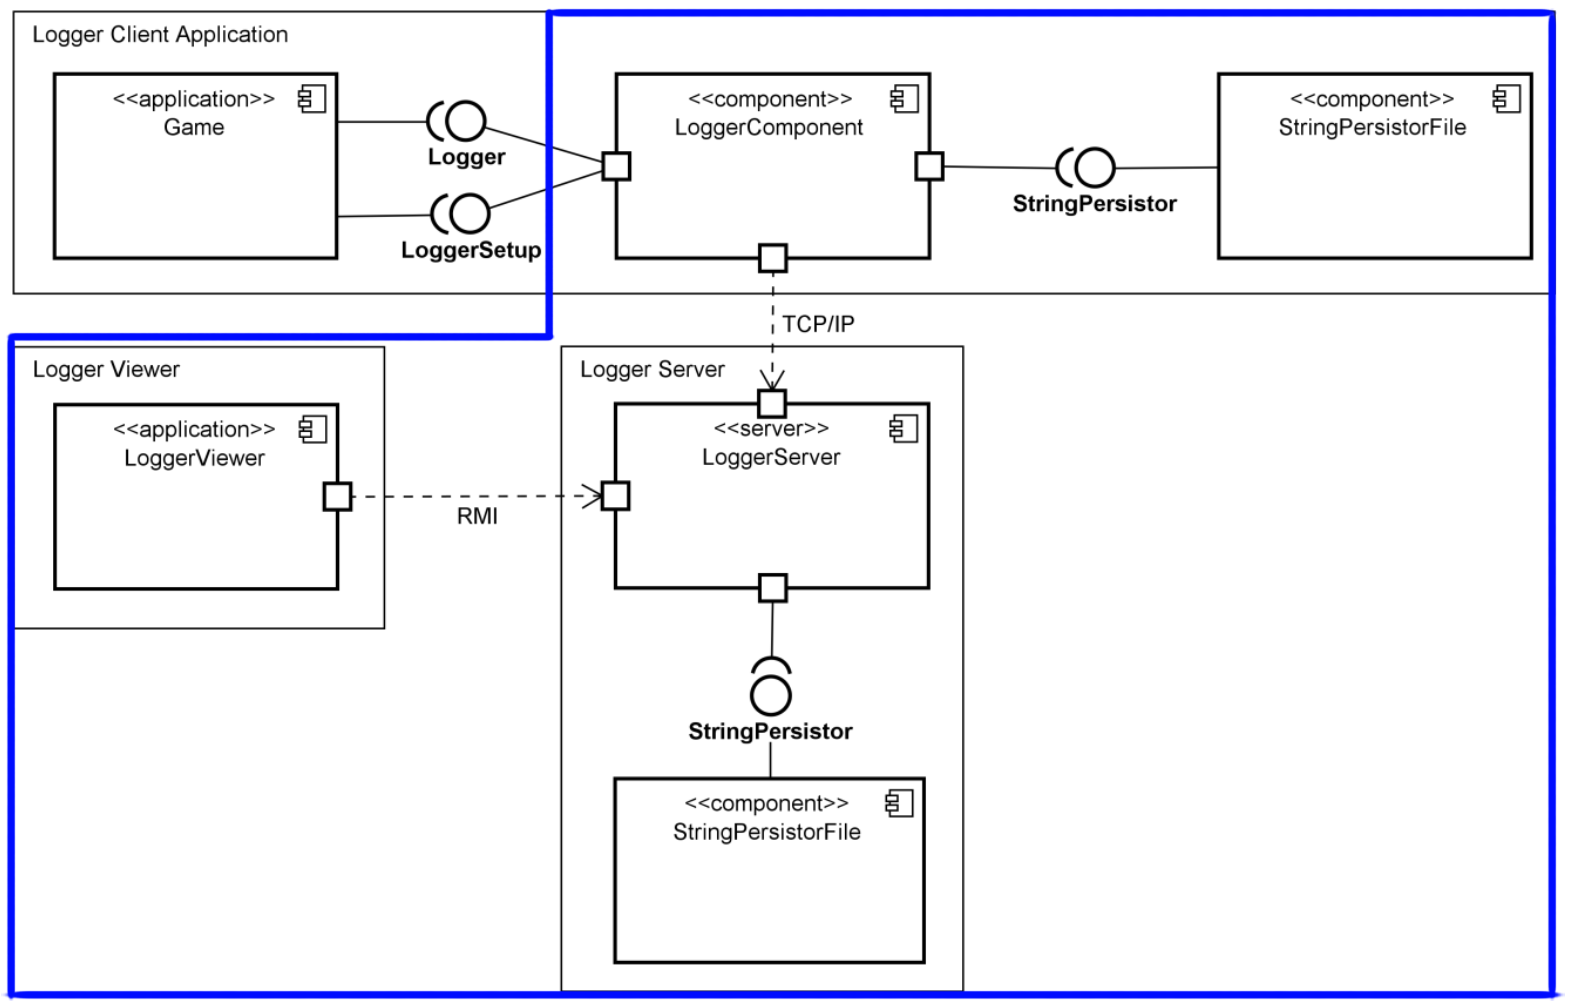 Logger Client Application
<<application>>
Game
Logger
LoggerSetup
<<component>>
LoggerComponent
StringPersistor
<<component>>
StringPersistorFile
TCP/IP
Logger Viewer
<<application>>
LoggerViewer
RMI
Logger Server
<<server>>
LoggerServer
StringPersistor
<<component>>
StringPersistorFile